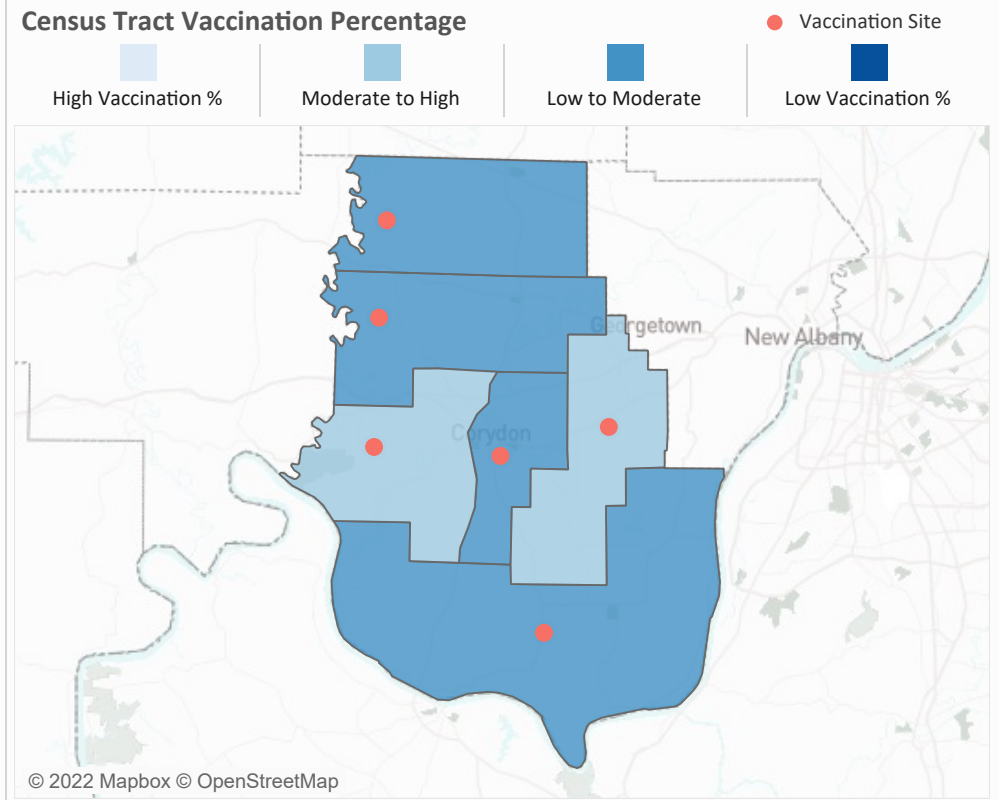 Census Tract Vaccination Percentage
Vaccination Site
High Vaccination %
Moderate to High
Low to Moderate
Low Vaccination %
Georgetown
New Albany
Corydon
© 2022 Mapbox © OpenStreetMap